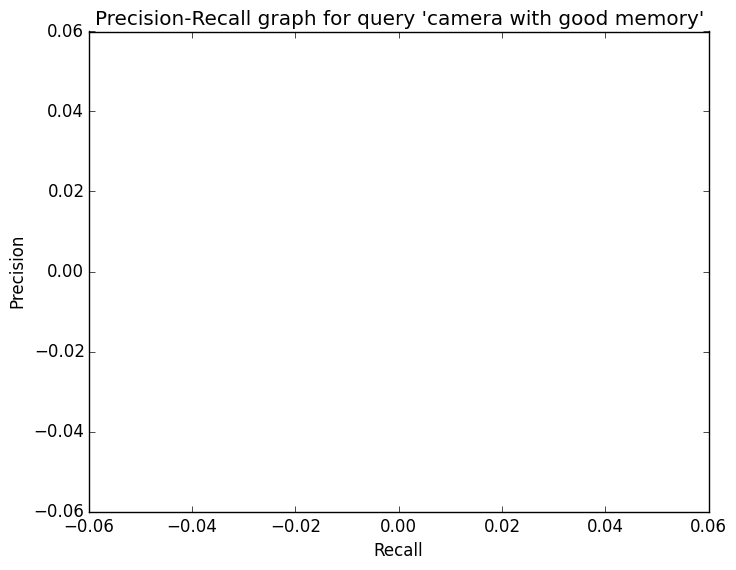 Precision-Recall graph for query 'camera with good memory'
0.06
0.04
0.02
0.00
−0.02
−0.04
−0.06
Precision
−0.06 −0.04 −0.02 0.00 0.02 0.04 0.06
Recall